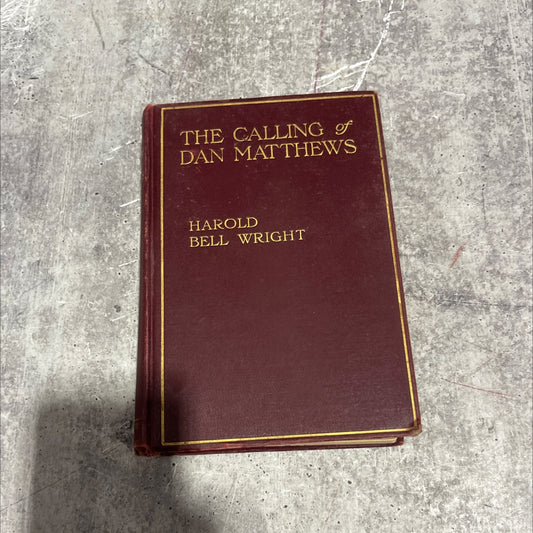 THE CALLING of
DAN MATTHEWS
HAROLD
BELL WRIGHT